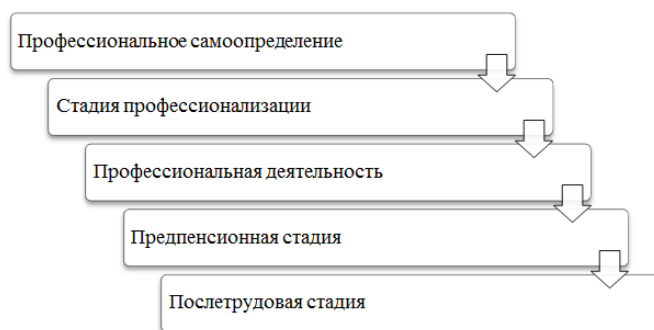 Профессиональное самоопределение
Стадия профессионализации
Профессиональная деятельность
Предпенсионная стадия
Послетрудовая стадия